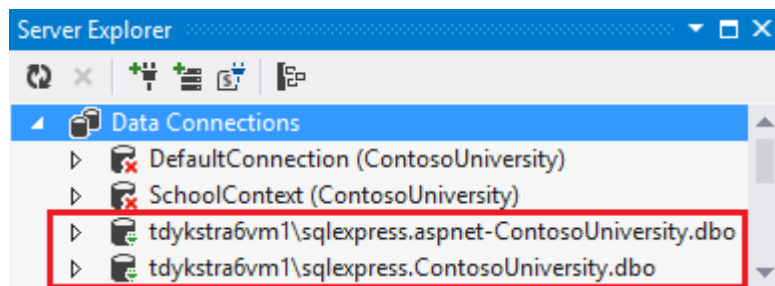 Server Explorer
Data Connections
DefaultConnection (ContosoUniversity)
SchoolContext (ContosoUniversity)
tdykstra6vm1\sqlexpress.aspnet-ContosoUniversity.dbo
tdykstra6vm1\sqlexpress.ContosoUniversity.dbo